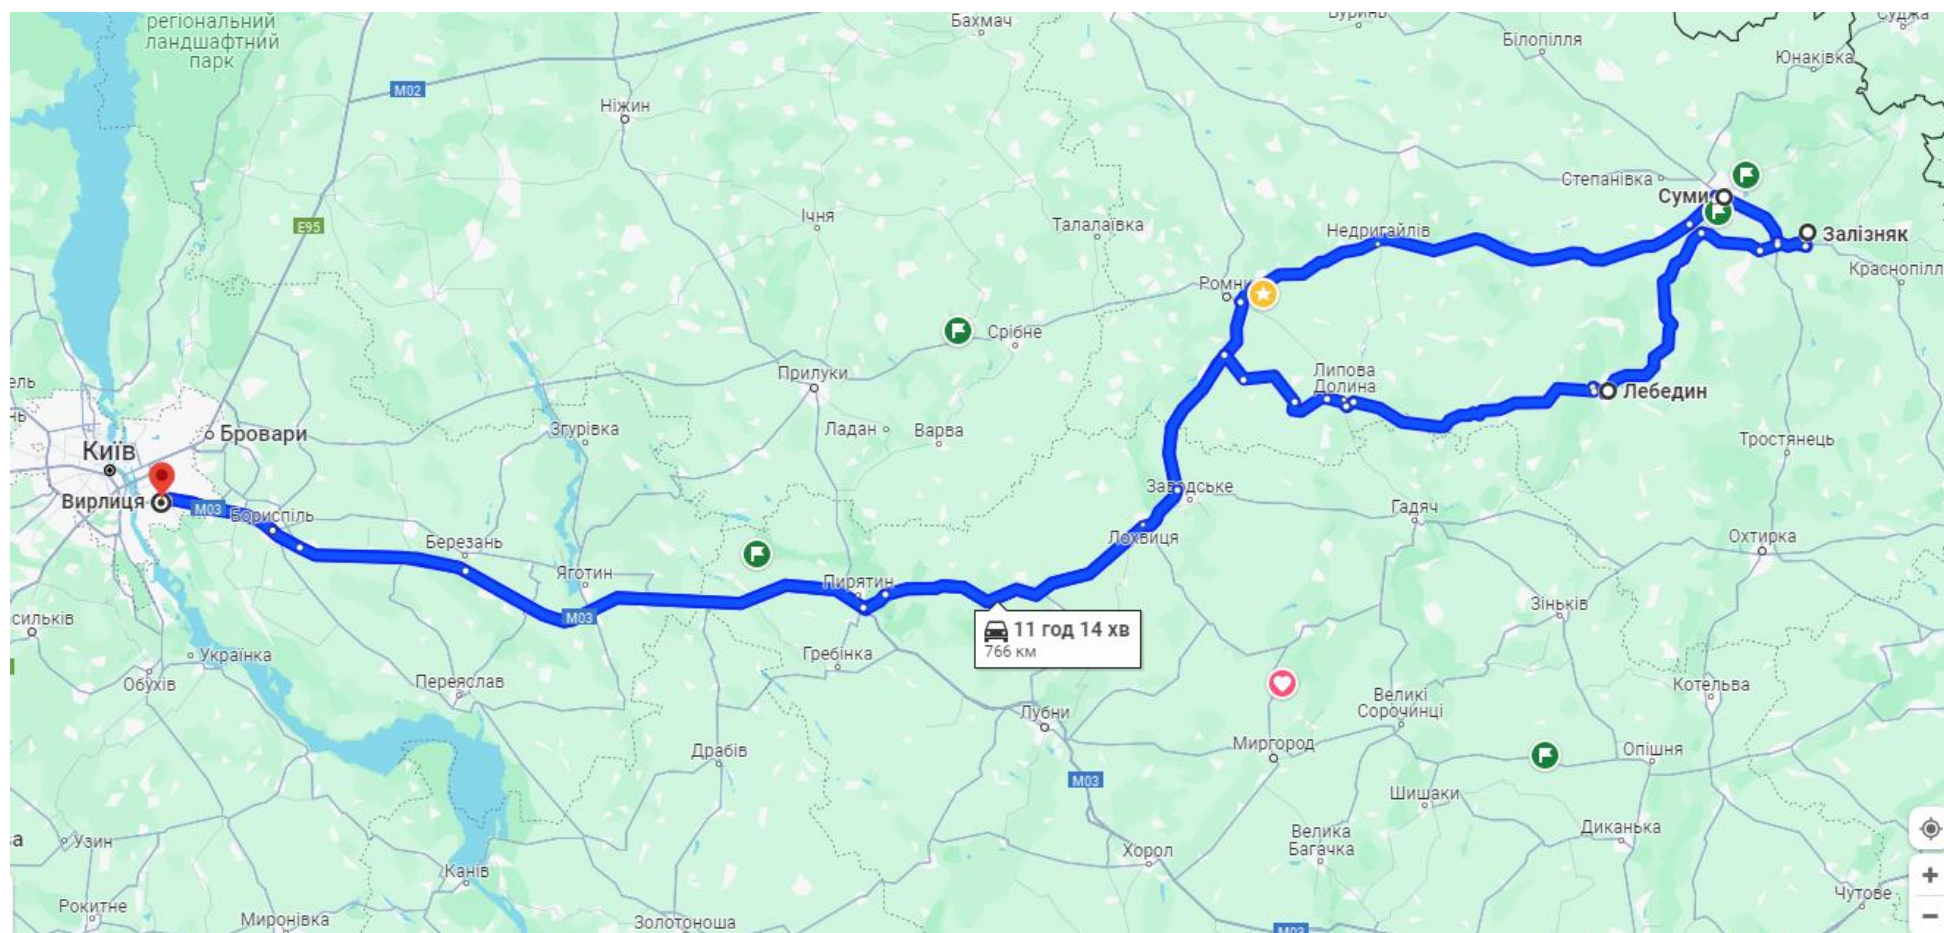 регіональний
ландшафтний
парк
Бахмач
Буринь
Суджа
Білопілля
Юнаківка
M02
Ніжин
Степанівка
Суми
E95
Ічня
Талалаївка
Недригайлів
Залізняк
Краснопілл
Ромни
Срібне
Прилуки
Липова
Долина
Лебедин
Бровари
Згурівка
Ладан
Варва
Тростянець
Київ
Вирлиця
M03
Бориспіль
Заводське
Гадяч
Березань
Лохвиця
Охтирка
Яготин
Пирятин
M03
Зіньків
сильків
11 год 14 хв
766 км
Українка
Гребінка
Обухів
Переяслав
Великі
Сорочинці
Котельва
Лубни
Миргород
Драбів
Опішня
M03
Шишаки
Узин
Велика
Багачка
Диканька
Хорол
Канів
Чутове
Рокитне
Миронівка
Золотоноша
M03